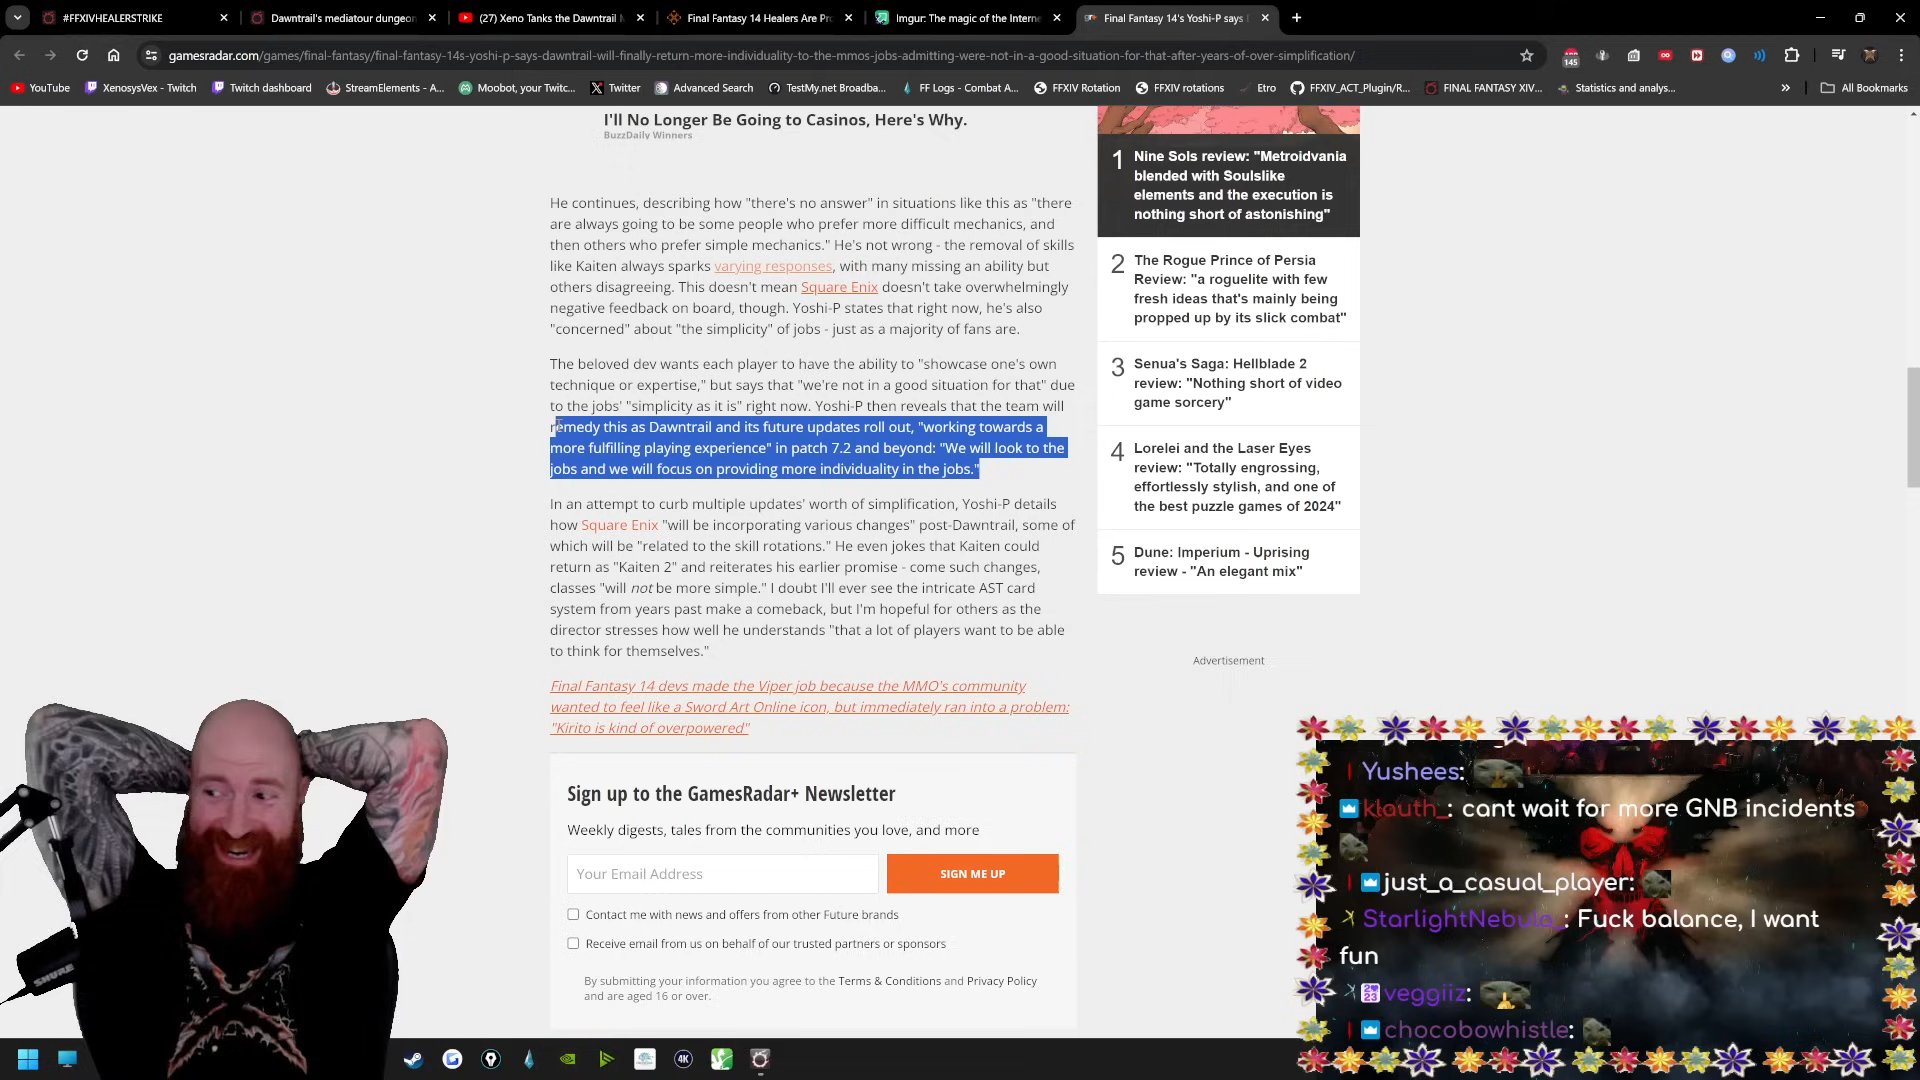 #FFXIVHEALERSTRIKE
Dawntrail's mediatour dungeon
(27) Xeno Tanks the Dawntrail
Final Fantasy 14 Healers Are Pro
Imgur: The magic of the Interne
Final Fantasy 14's Yoshi-P says
gamesradar.com/games/final-fantasy/final-fantasy-14s-yoshi-p-says-dawntrail-will-finally-return-more-individuality-to-the-mmos-jobs-admitting-were-not-in-a-good-situation-for-that-after-years-of-over-simplification/
145
YouTube
XenosysVex - Twitch
Twitch dashboard
StreamElements - A...
Moobot, your Twitc...
Twitter
Advanced Search
TestMy.net Broadba...
FF Logs - Combat A...
FFXIV Rotation
FFXIV rotations
Etro
FFXIV_ACT_Plugin/R...
FINAL FANTASY XIV...
Statistics and analys...
All Bookmarks
I'll No Longer Be Going to Casinos, Here's Why.
BuzzDaily Winners
He continues, describing how "there's no answer" in situations like this as "there
are always going to be some people who prefer more difficult mechanics, and
then others who prefer simple mechanics." He's not wrong - the removal of skills
like Kaiten always sparks varying responses, with many missing an ability but
others disagreeing. This doesn't mean Square Enix doesn't take overwhelmingly
negative feedback on board, though. Yoshi-P states that right now, he's also
"concerned" about "the simplicity" of jobs - just as a majority of fans are.
The beloved dev wants each player to have the ability to "showcase one's own
technique or expertise," but says that "we're not in a good situation for that" due
to the jobs' "simplicity as it is" right now. Yoshi-P then reveals that the team will
remedy this as Dawntrail and its future updates roll out, "working towards a
more fulfilling playing experience" in patch 7.2 and beyond: "We will look to the
jobs and we will focus on providing more individuality in the jobs."
In an attempt to curb multiple updates' worth of simplification, Yoshi-P details
how Square Enix "will be incorporating various changes" post-Dawntrail, some of
which will be "related to the skill rotations." He even jokes that Kaiten could
return as "Kaiten 2" and reiterates his earlier promise - come such changes,
classes "will not be more simple." I doubt I'll ever see the intricate AST card
system from years past make a comeback, but I'm hopeful for others as the
director stresses how well he understands "that a lot of players want to be able
to think for themselves."
Final Fantasy 14 devs made the Viper job because the MMO's community
wanted to feel like a Sword Art Online icon, but immediately ran into a problem:
"Kirito is kind of overpowered"
Sign up to the GamesRadar+ Newsletter
Weekly digests, tales from the communities you love, and more
Your Email Address
SIGN ME UP
Contact me with news and offers from other Future brands
Receive email from us on behalf of our trusted partners or sponsors
By submitting your information you agree to the Terms & Conditions and Privacy Policy
and are aged 16 or over.
1 Nine Sols review: "Metroidvania
blended with Soulslike
elements and the execution is
nothing short of astonishing"
2 The Rogue Prince of Persia
Review: "a roguelite with few
fresh ideas that's mainly being
propped up by its slick combat"
3 Senua's Saga: Hellblade 2
review: "Nothing short of video
game sorcery"
4 Lorelei and the Laser Eyes
review: "Totally engrossing,
effortlessly stylish, and one of
the best puzzle games of 2024"
5 Dune: Imperium - Uprising
review - "An elegant mix"
Advertisement
Yushees:
klauth_: cant wait for more GNB incidents
just_a_casual_player:
StarlightNebula_: Fuck balance, I want
fun
veggiiz:
chocobowhistle:
SHURE
4K